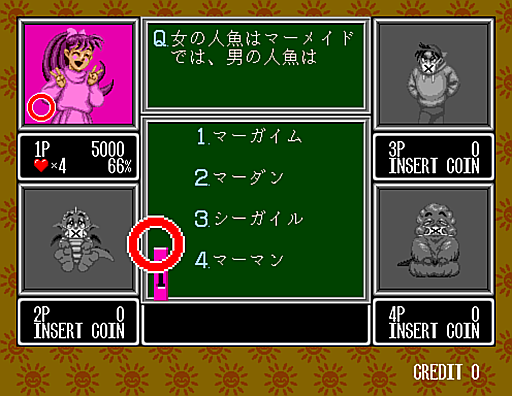 Q.女の人魚はマーメイド
では、男の人魚は
1.マーガイム
2.マーダン
3.シーガイル
4.マーマン
1P 5000
♥×4 66%
3P 0
INSERT COIN
2P 0
INSERT COIN
4P 0
INSERT COIN
CREDIT 0